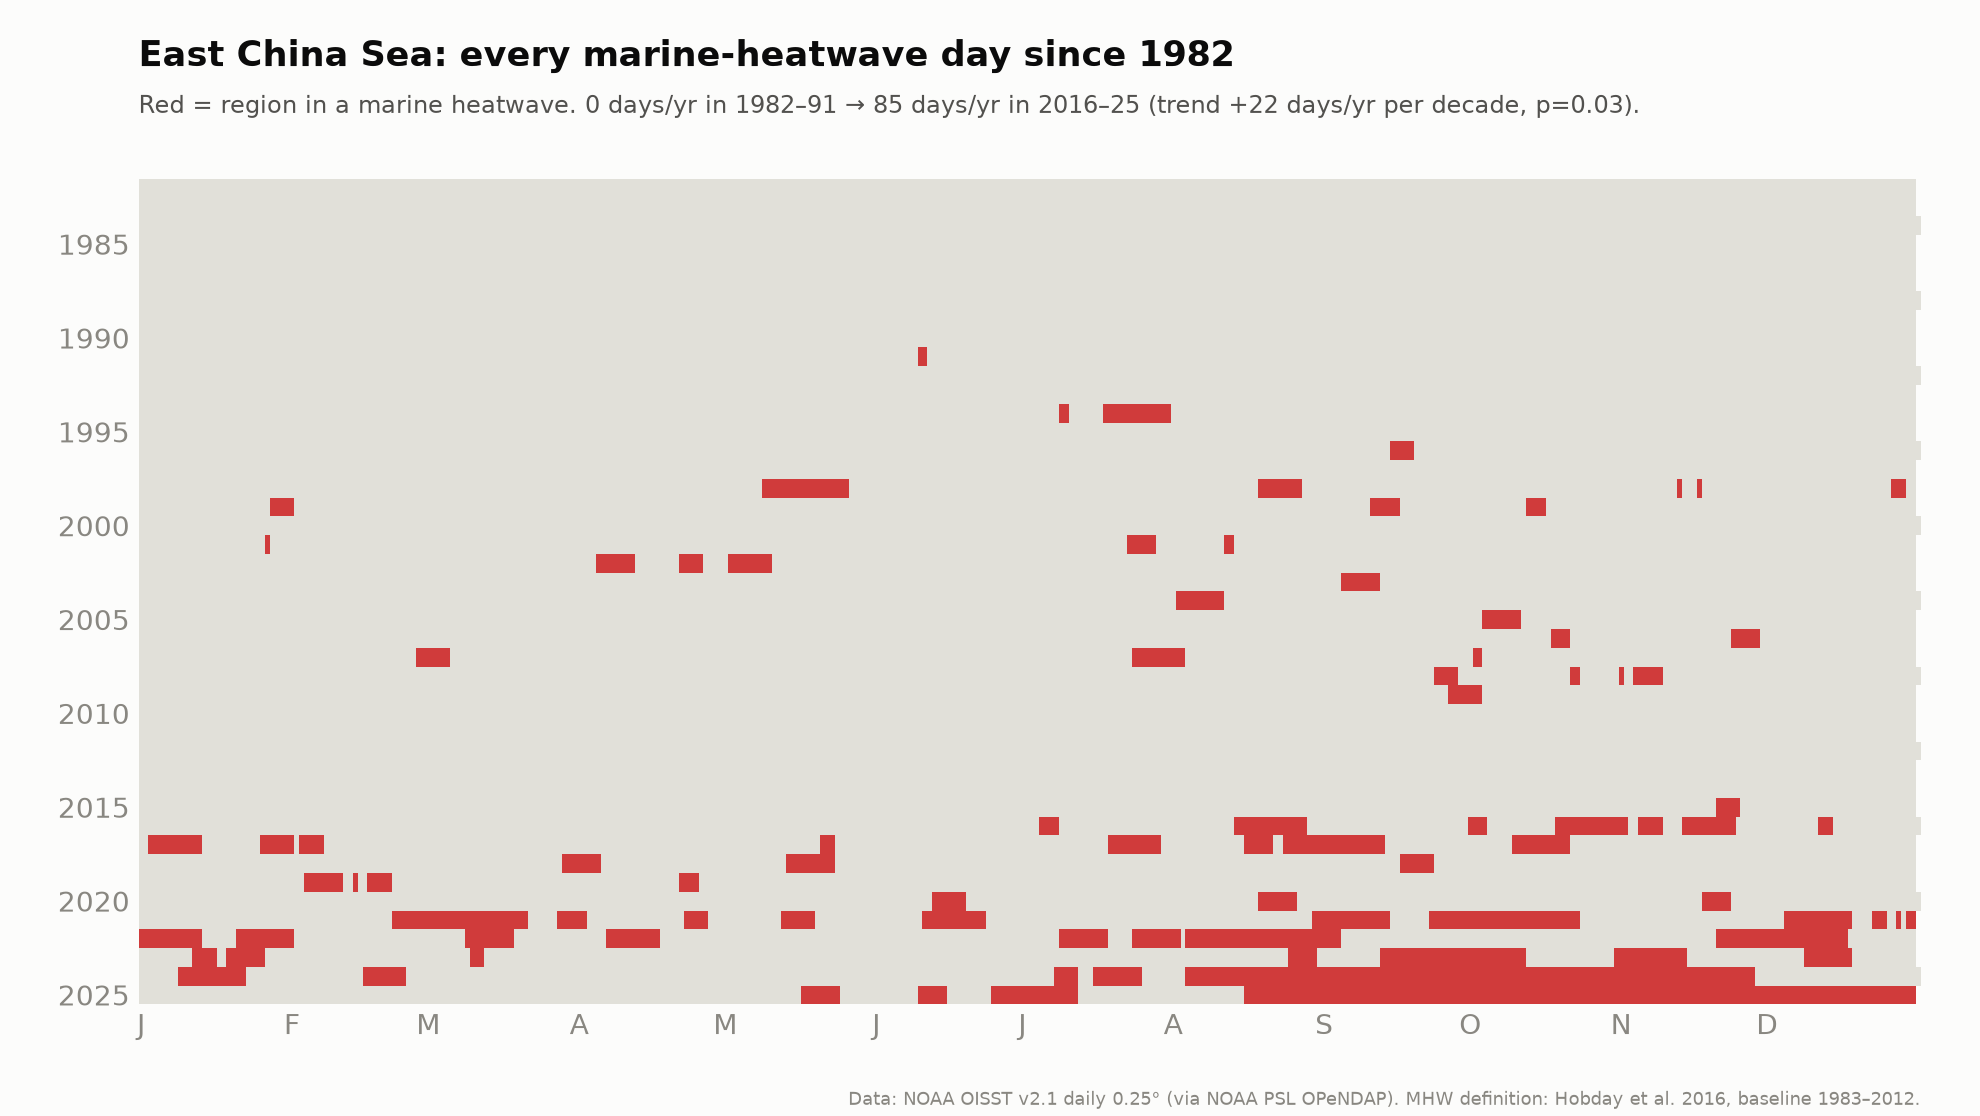 East China Sea: every marine-heatwave day since 1982
Red = region in a marine heatwave. 0 days/yr in 1982–91 → 85 days/yr in 2016–25 (trend +22 days/yr per decade, p=0.03).
1985
1990
1995
2000
2005
2010
2015
2020
2025
J F M A M J J A S O N D
Data: NOAA OISST v2.1 daily 0.25° (via NOAA PSL OPeNDAP). MHW definition: Hobday et al. 2016, baseline 1983–2012.